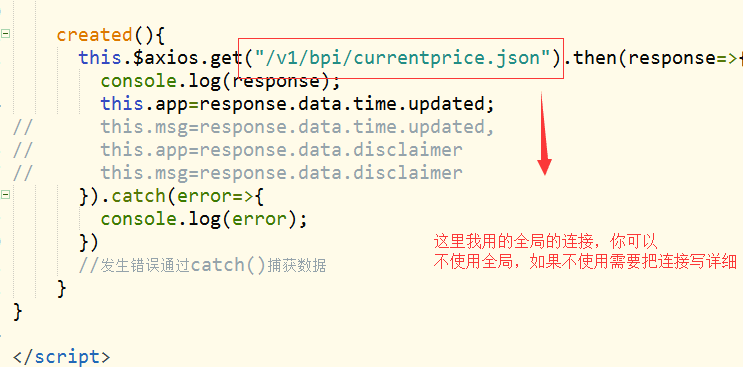 created(){
this.$axios.get("/v1/bpi/currentprice.json").then(response=>{
console.log(response);
this.app=response.data.time.updated;
// this.msg=response.data.time.updated,
// this.app=response.data.disclaimer
// this.msg=response.data.disclaimer
}).catch(error=>{
console.log(error);
})
这里我用的全局的连接，你可以
不使用全局，如果不使用需要把连接写详细
//发生错误通过catch()捕获数据
}
}
</script>